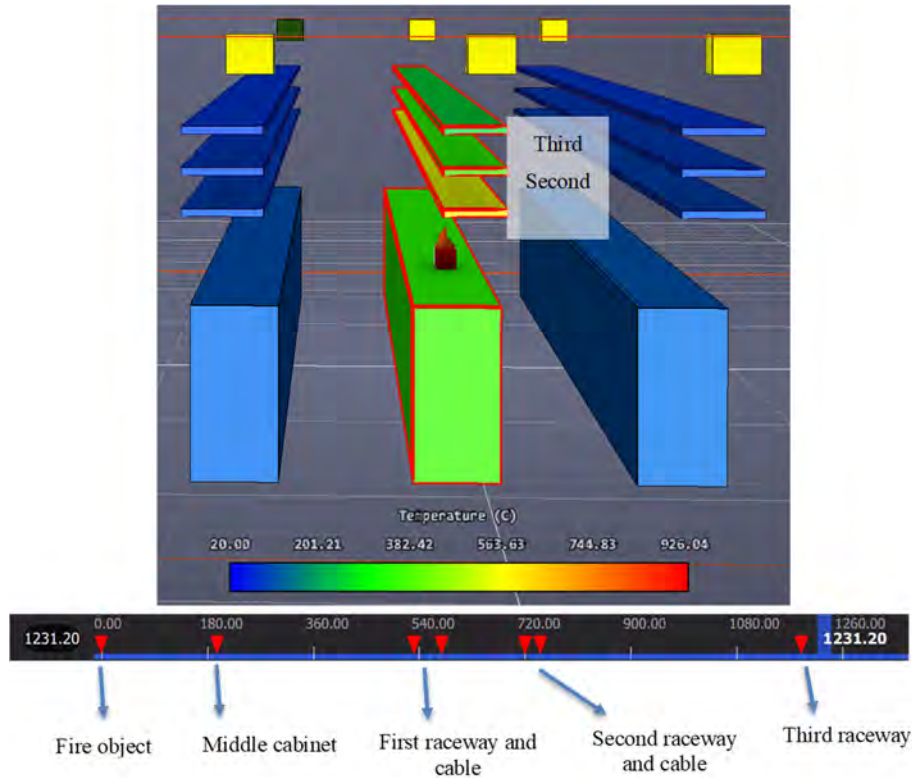 Third
Second
Temperature (C)
20.00 201.21 382.42 563.63 744.83 926.04
1231.20 0.00 180.00 360.00 540.00 720.00 900.00 1080.00 1260.00
1231.20
Fire object Middle cabinet First raceway and cable Second raceway and cable Third raceway